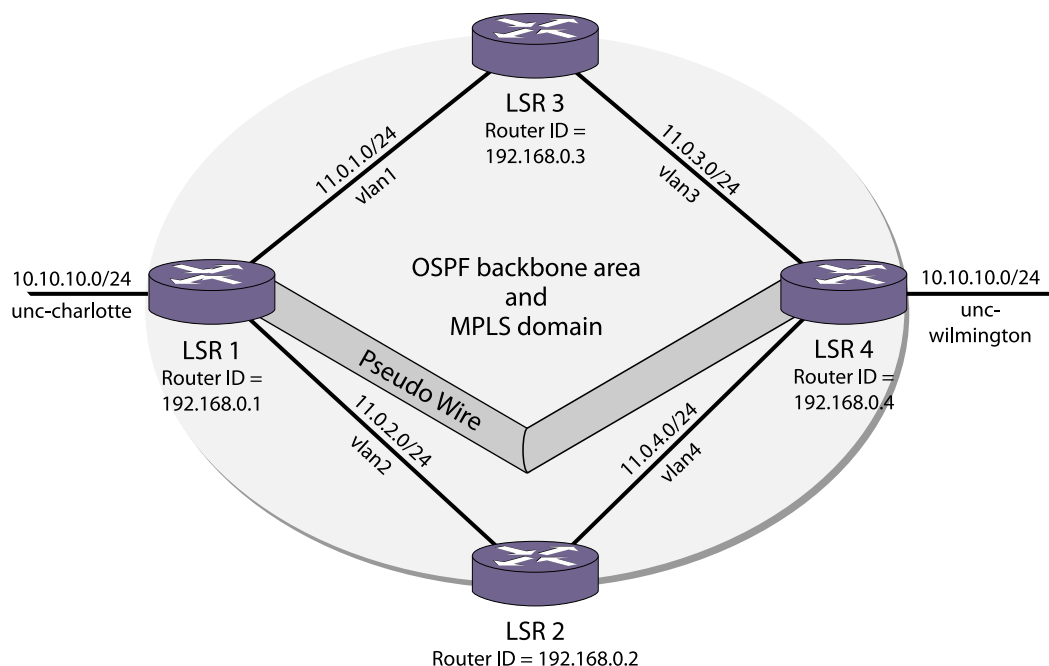 LSR 3
Router ID =
192.168.0.3
11.0.1.0/24
vlan1
11.0.3.0/24
vlan3
10.10.10.0/24
unc-charlotte
OSPF backbone area
and
MPLS domain
10.10.10.0/24
unc-
wilmington
LSR 1
Router ID =
192.168.0.1
Pseudo Wire
LSR 4
Router ID =
192.168.0.4
11.0.2.0/24
vlan2
11.0.4.0/24
vlan4
LSR 2
Router ID = 192.168.0.2